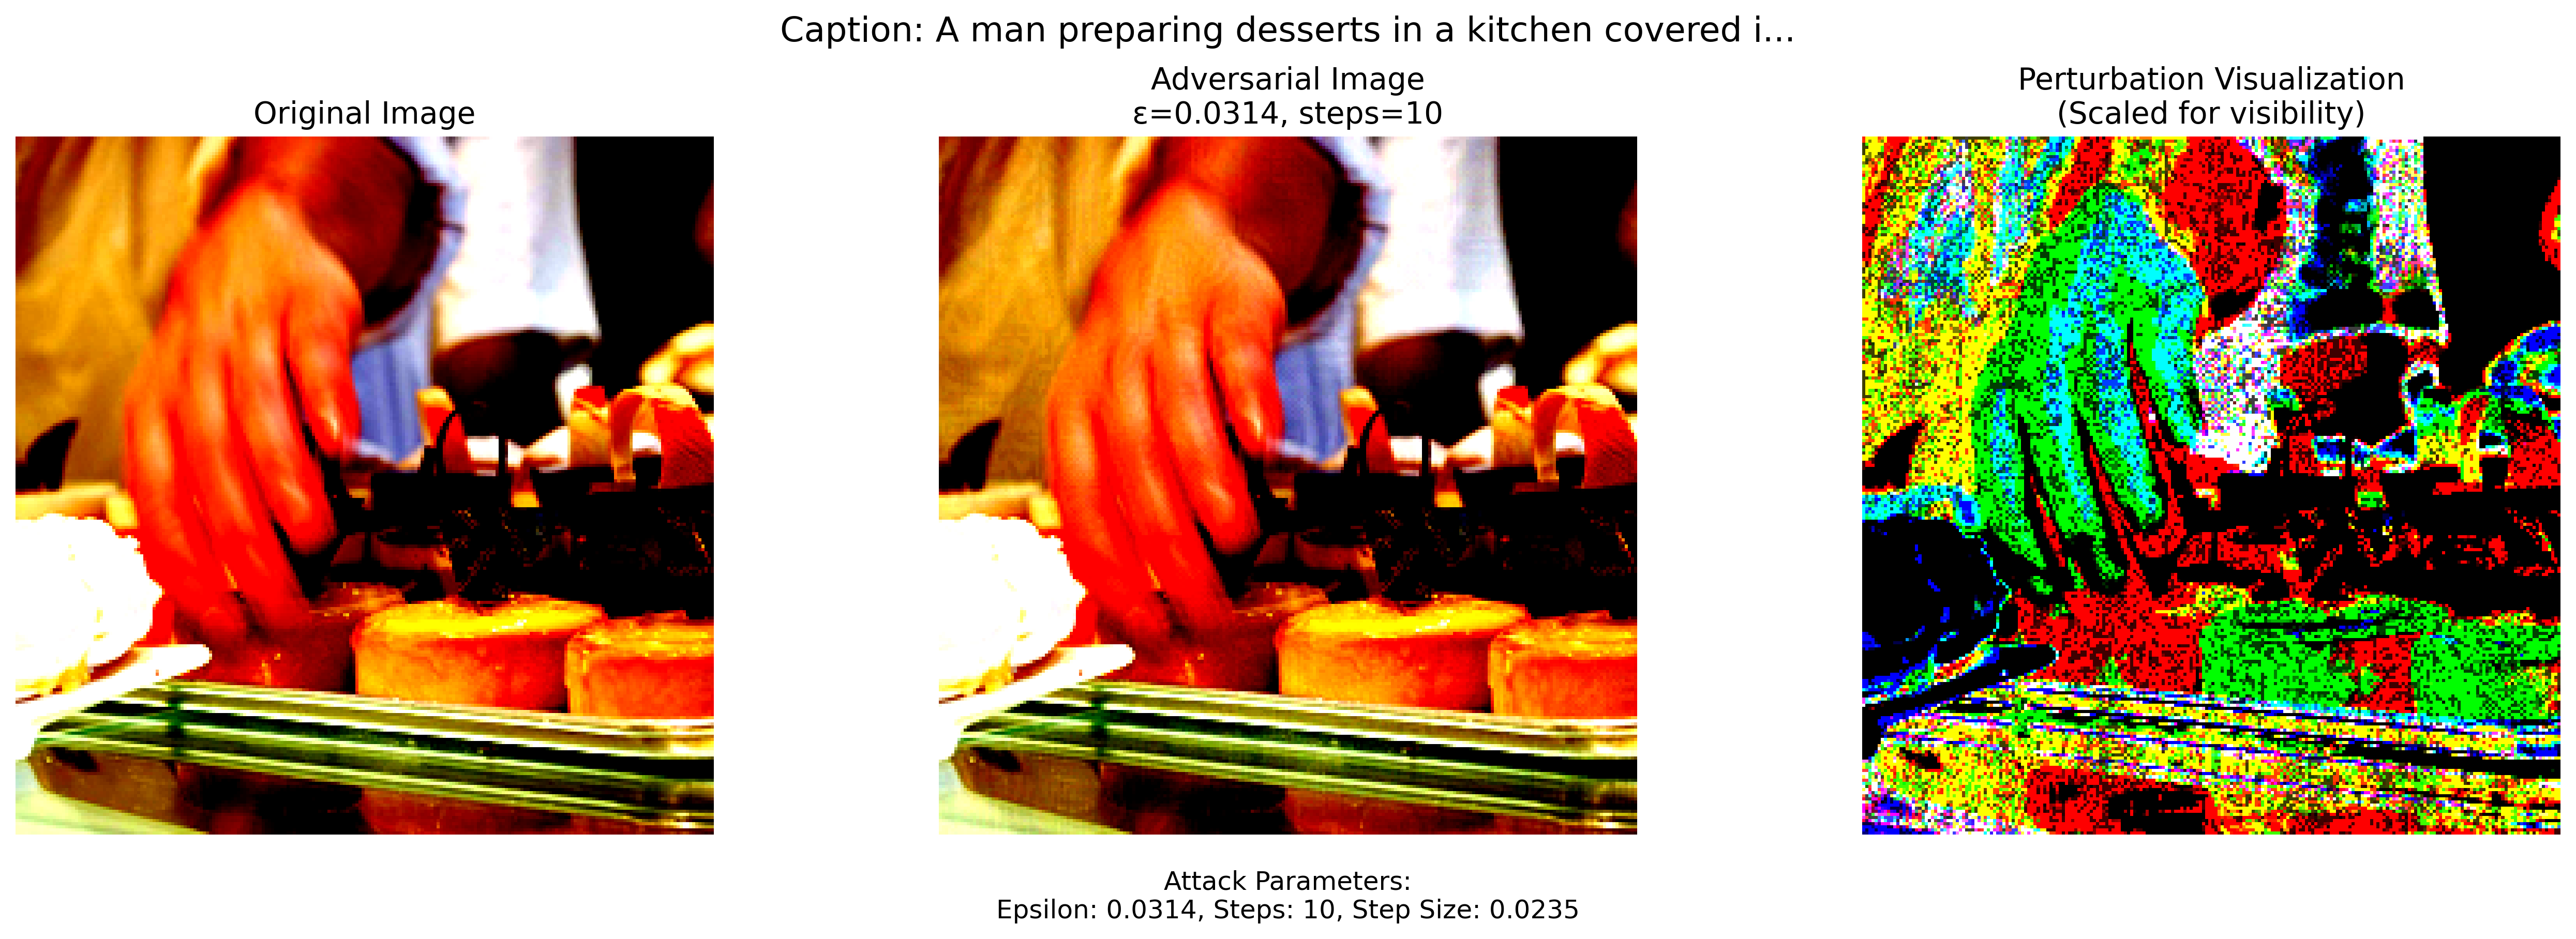 Caption: A man preparing desserts in a kitchen covered i...
Original Image
Adversarial Image
ε=0.0314, steps=10
Perturbation Visualization
(Scaled for visibility)
Attack Parameters:
Epsilon: 0.0314, Steps: 10, Step Size: 0.0235